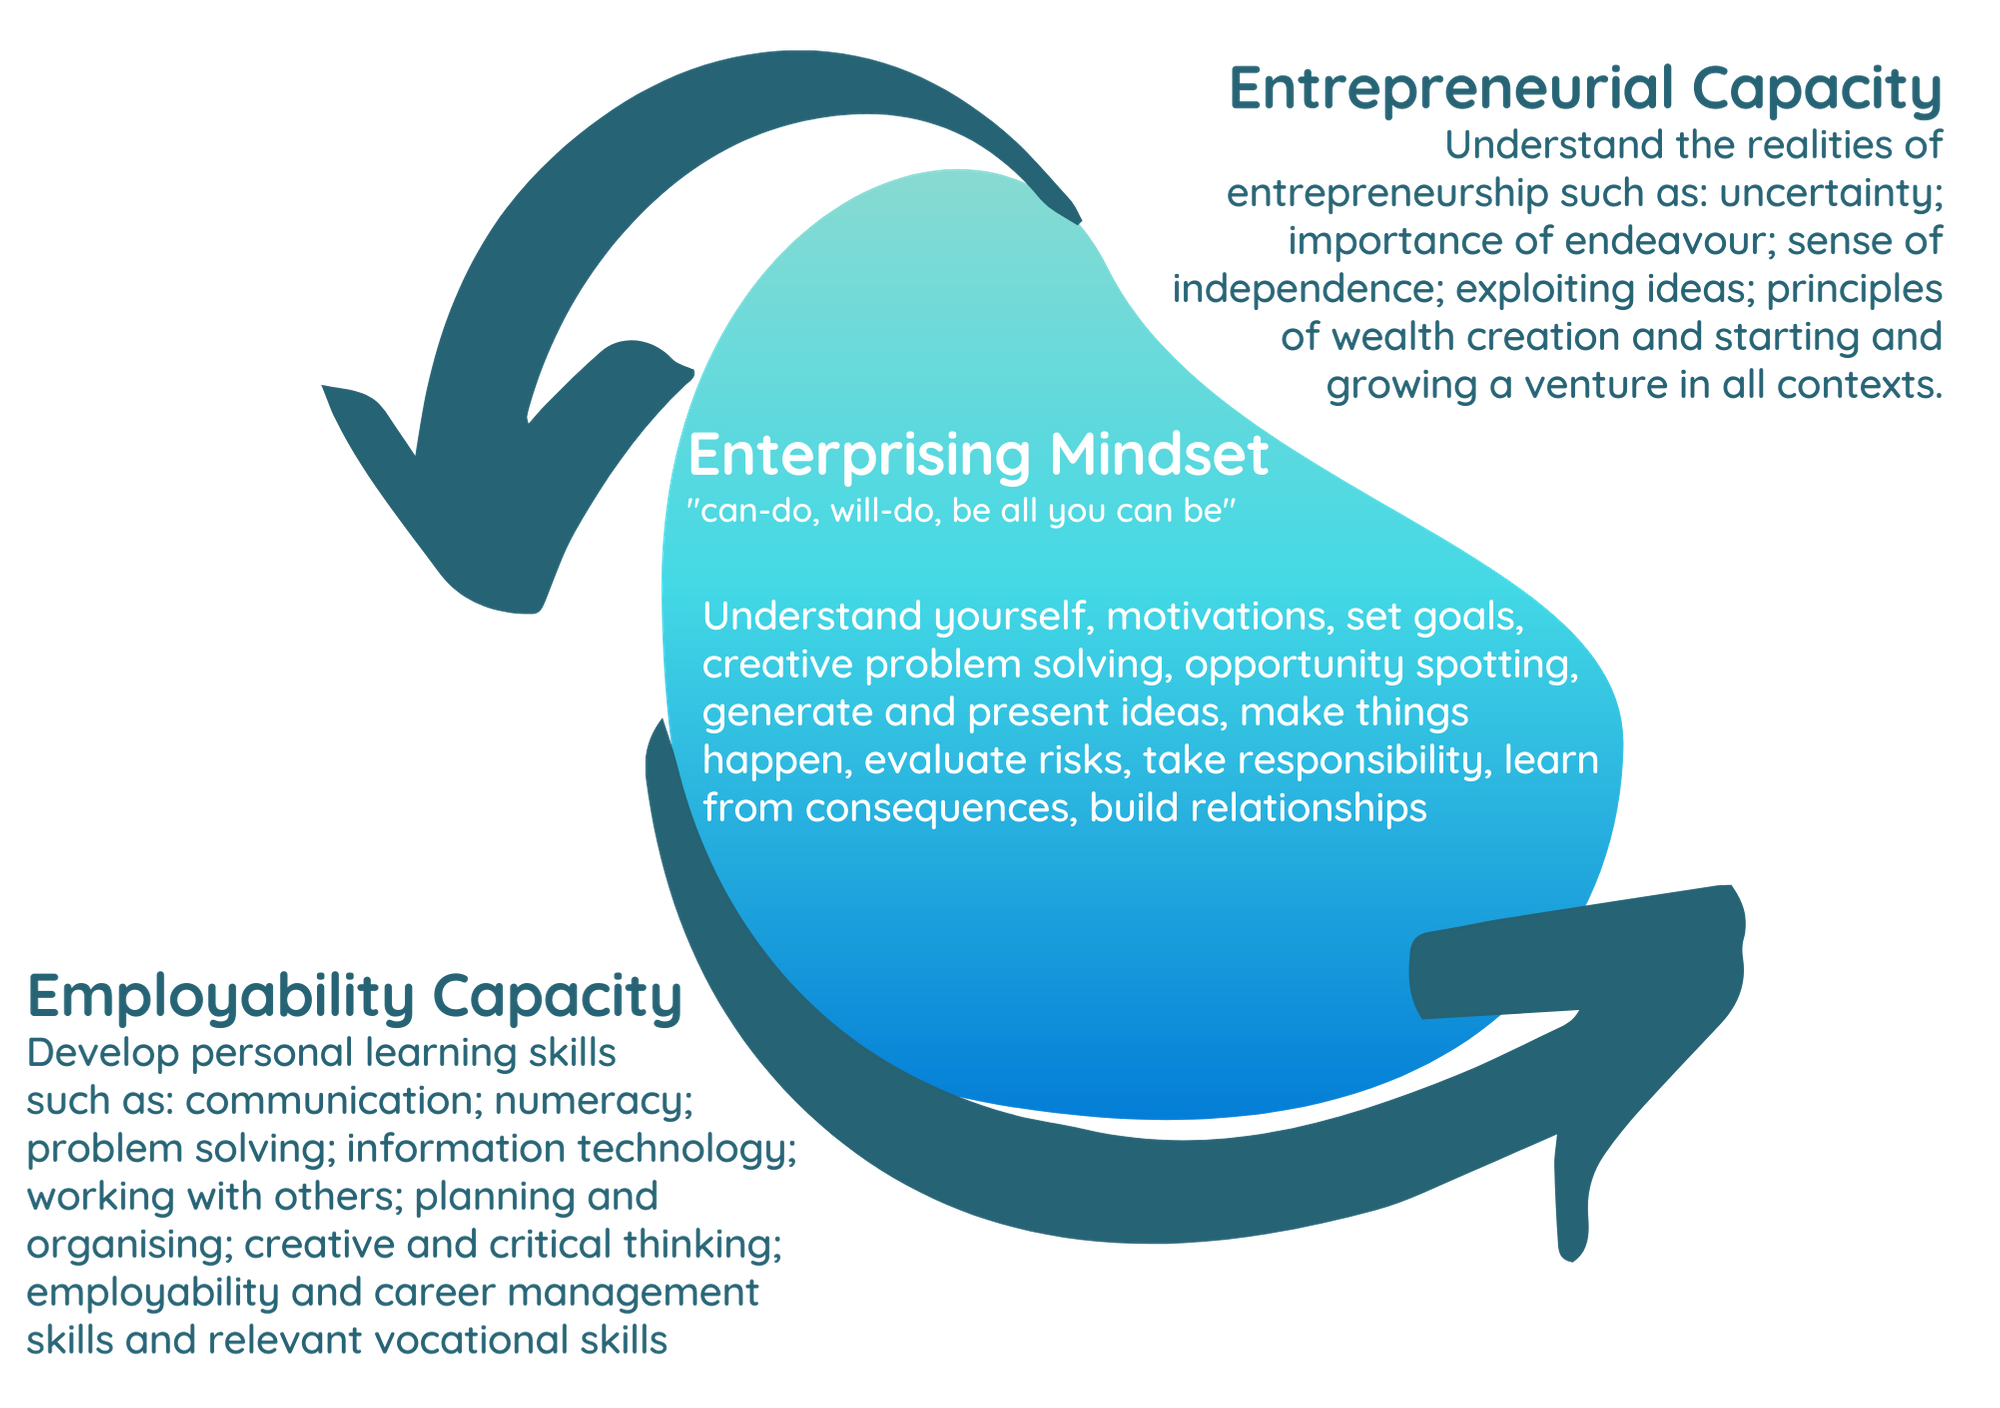 Entrepreneurial Capacity
Understand the realities of
entrepreneurship such as: uncertainty;
importance of endeavour; sense of
independence; exploiting ideas; principles
of wealth creation and starting and
growing a venture in all contexts.
Enterprising Mindset
"can-do, will-do, be all you can be"
Understand yourself, motivations, set goals,
creative problem solving, opportunity spotting,
generate and present ideas, make things
happen, evaluate risks, take responsibility, learn
from consequences, build relationships
Employability Capacity
Develop personal learning skills
such as: communication; numeracy;
problem solving; information technology;
working with others; planning and
organising; creative and critical thinking;
employability and career management
skills and relevant vocational skills